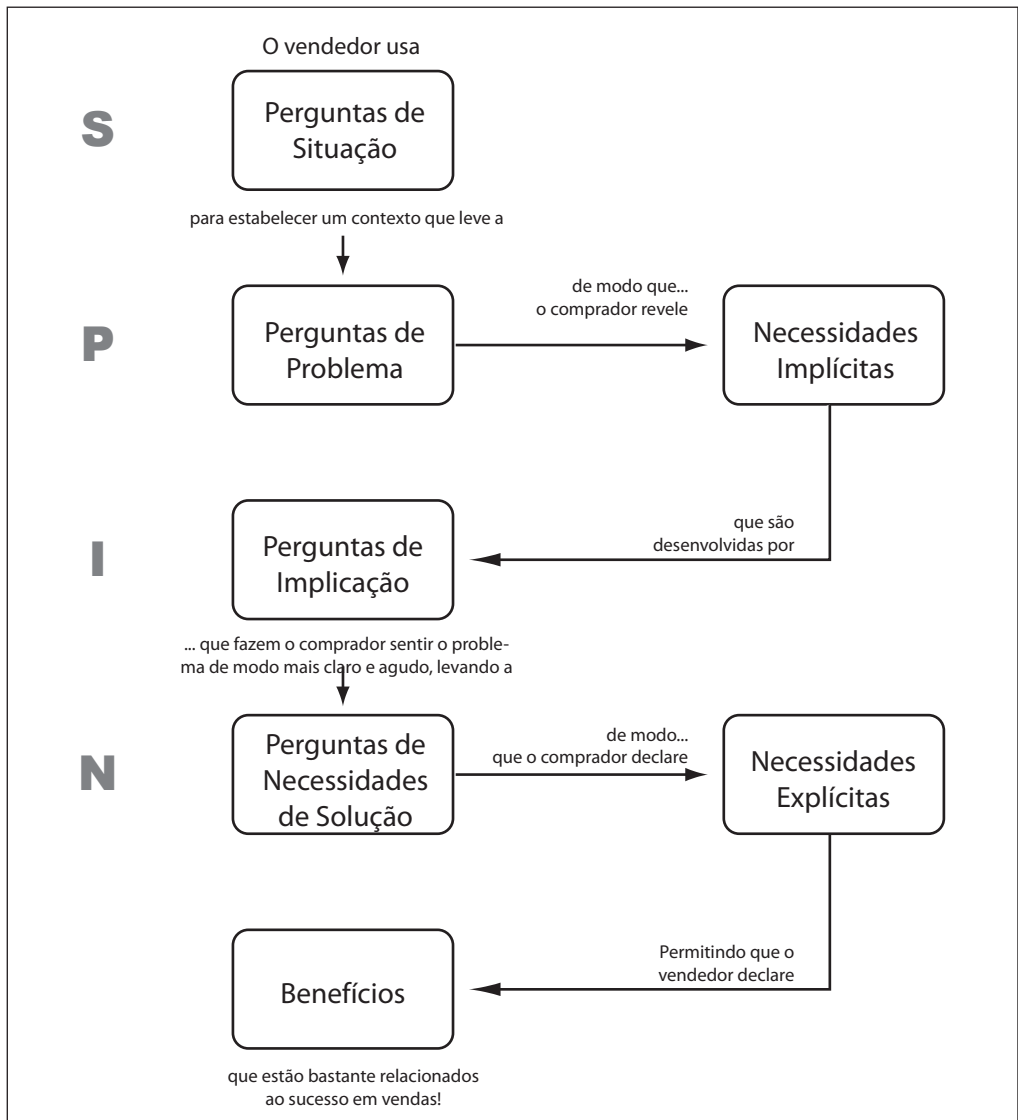 O vendedor usa
S
Perguntas de
Situação
para estabelecer um contexto que leve a
P
Perguntas de
Problema
de modo que...
o comprador revele
Necessidades
Implícitas
I
Perguntas de
Implicação
que são
desenvolvidas por
... que fazem o comprador sentir o proble-
ma de modo mais claro e agudo, levando a
N
Perguntas de
Necessidades
de Solução
de modo...
que o comprador declare
Necessidades
Explícitas
Benefícios
Permitindo que o
vendedor declare
que estão bastante relacionados
ao sucesso em vendas!